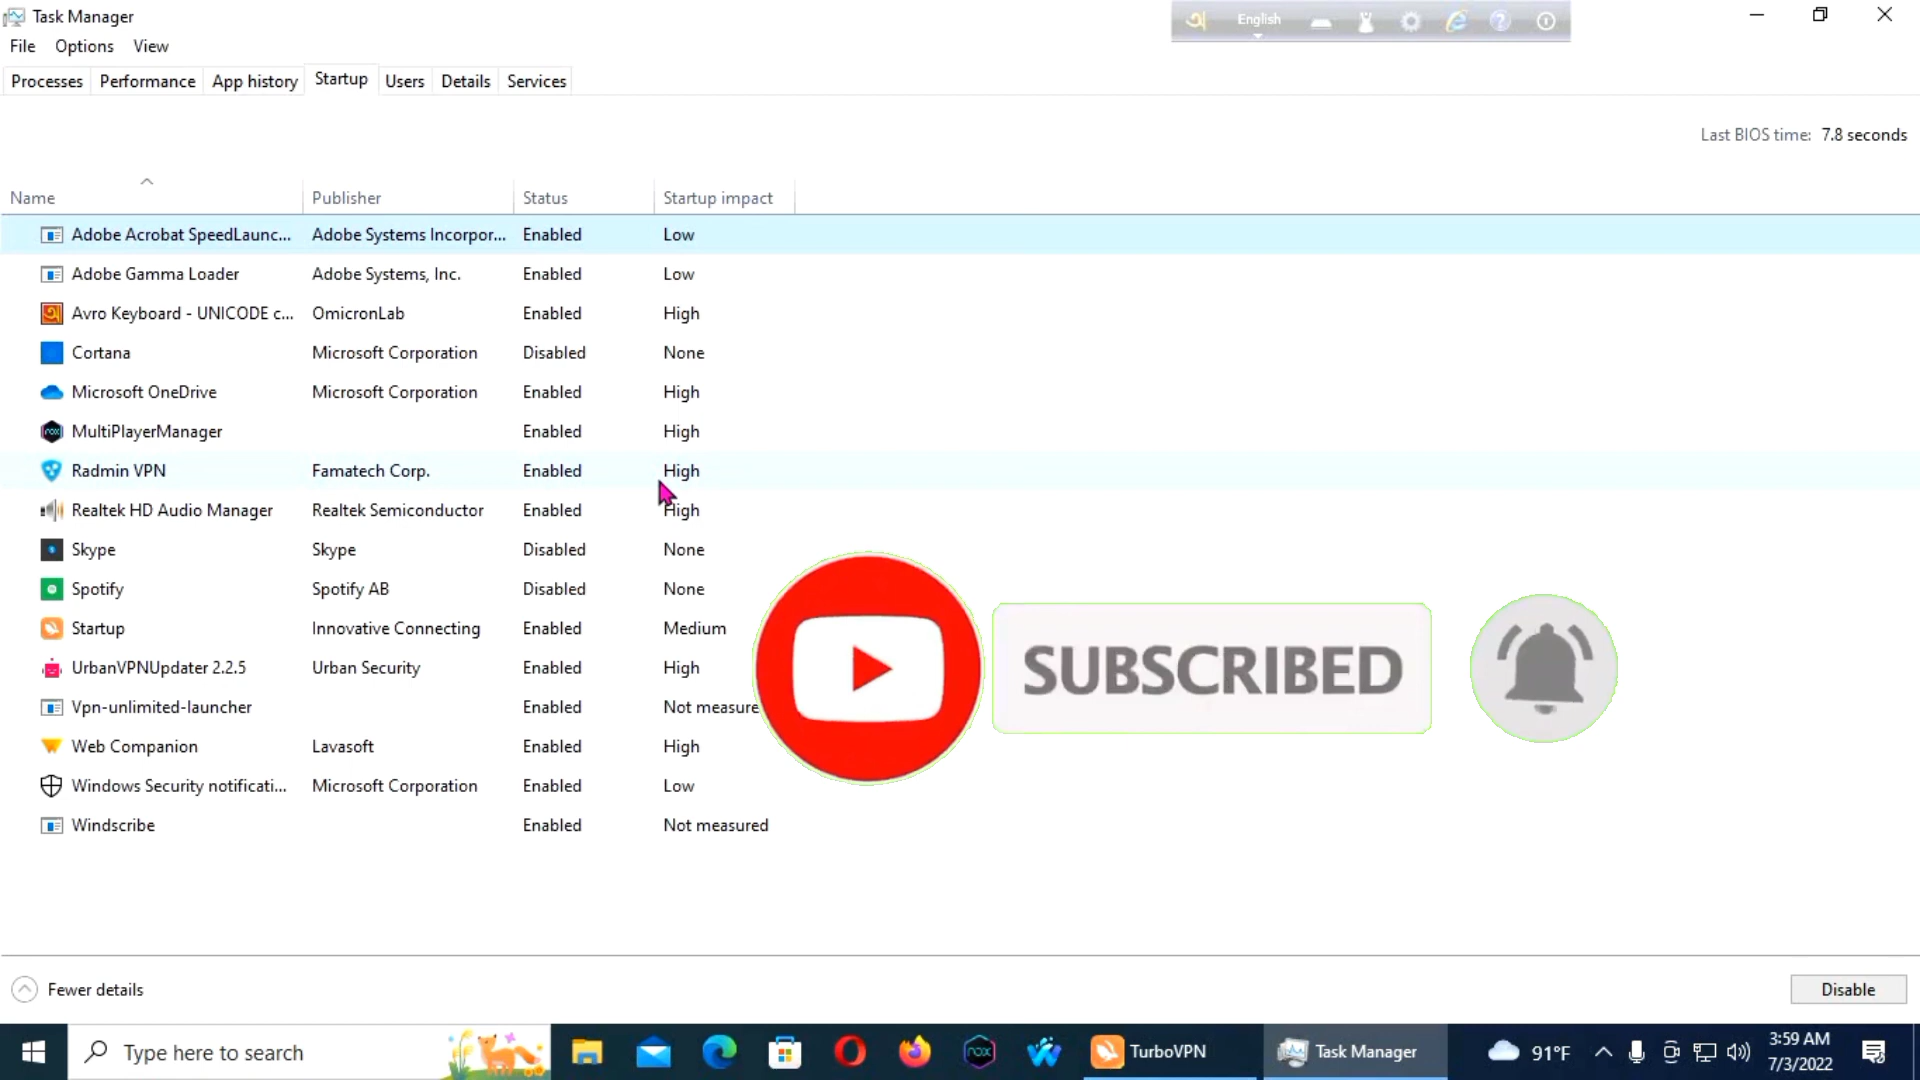 Task Manager
English
File Options View
Processes Performance App history Startup Users Details Services
Last BIOS time: 7.8 seconds
Name Publisher Status Startup impact
Adobe Acrobat SpeedLaunc... Adobe Systems Incorpor... Enabled Low
Adobe Gamma Loader Adobe Systems, Inc. Enabled Low
Avro Keyboard - UNICODE c... OmicronLab Enabled High
Cortana Microsoft Corporation Disabled None
Microsoft OneDrive Microsoft Corporation Enabled High
MultiPlayerManager Enabled High
Radmin VPN Famatech Corp. Enabled High
Realtek HD Audio Manager Realtek Semiconductor Enabled High
Skype Skype Disabled None
Spotify Spotify AB Disabled None
Startup Innovative Connecting Enabled Medium
UrbanVPNUpdater 2.2.5 Urban Security Enabled High
Vpn-unlimited-launcher Enabled Not measure
Web Companion Lavasoft Enabled High
Windows Security notificati... Microsoft Corporation Enabled Low
Windscribe Enabled Not measured
SUBSCRIBED
Fewer details Disable
Type here to search
nox
TurboVPN
Task Manager
91°F
3:59 AM
7/3/2022